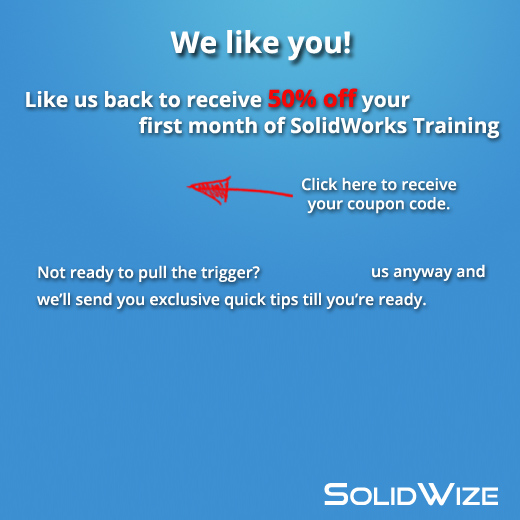 We like you!
Like us back to receive 50% off your
first month of SolidWorks Training
Click here to receive
your coupon code.
Not ready to pull the trigger? us anyway and
we'll send you exclusive quick tips till you're ready.
SOLIDWIZE